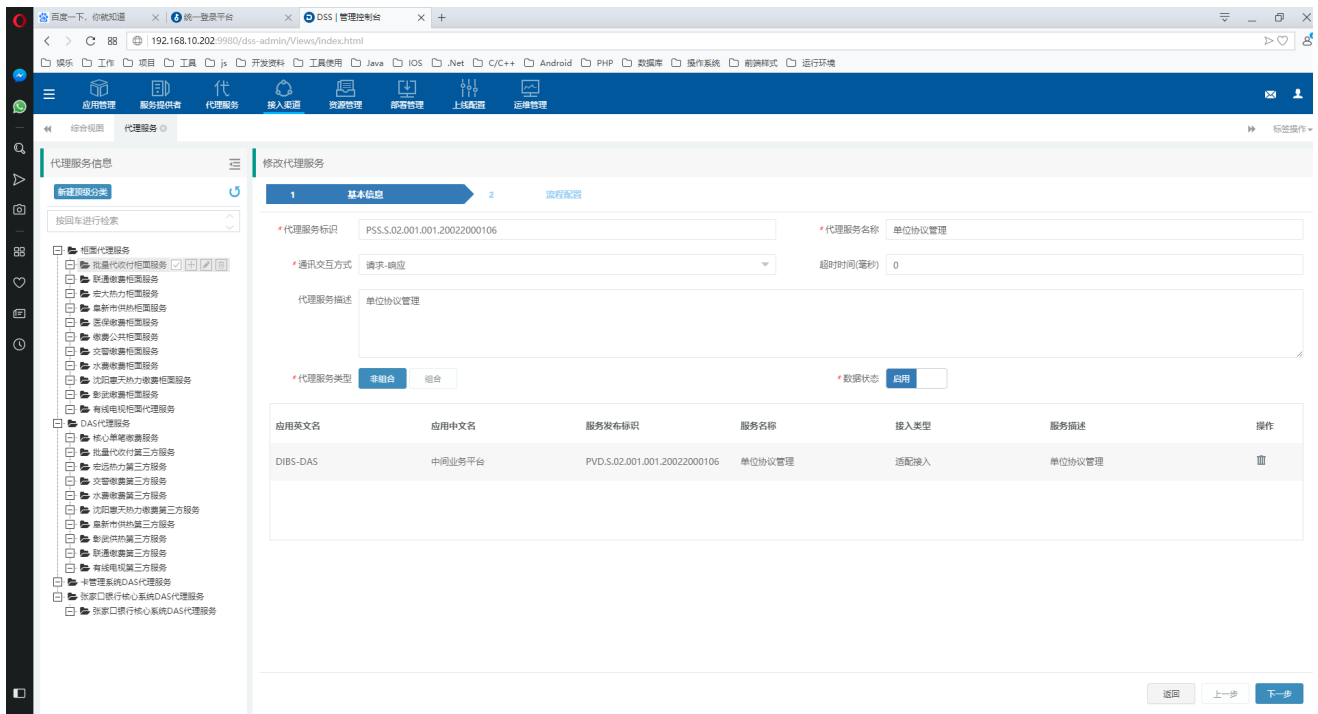 百度一下，你就知道 统一登录平台 DSS | 管理控制台
192.168.10.202:9980/dss-admin/Views/index.html
娱乐 工作 项目 工具 js 开发资料 工具使用 Java IOS .Net C/C++ Android PHP 数据库 操作系统 前端样式 运行环境
代
应用管理 服务提供者 代理服务 接入渠道 资源管理 部署管理 上线配置 运维管理
综合视图 代理服务 标签操作
代理服务信息
新建顶级分类
按回车进行检索
柜面代理服务
批量代收付柜面服务
联通缴费柜面服务
宏大热力柜面服务
阜新市供热柜面服务
医保缴费柜面服务
缴费公共柜面服务
交警缴费柜面服务
水费缴费柜面服务
沈阳惠天热力缴费柜面服务
彰武缴费柜面服务
有线电视柜面代理服务
DAS代理服务
核心单笔缴费服务
批量代收付第三方服务
宏远热力第三方服务
交警缴费第三方服务
水费缴费第三方服务
沈阳惠天热力缴费第三方服务
阜新市供热第三方服务
彰武供热第三方服务
联通缴费第三方服务
有线电视第三方服务
卡管理系统DAS代理服务
张家口银行核心系统DAS代理服务
张家口银行核心系统DAS代理服务
修改代理服务
1 基本信息 2 流程配置
*代理服务标识 PSS.S.02.001.001.20022000106 *代理服务名称 单位协议管理
*通讯交互方式 请求-响应 超时时间(毫秒) 0
代理服务描述 单位协议管理
*代理服务类型 非组合 组合 *数据状态 启用
应用英文名 应用中文名 服务发布标识 服务名称 接入类型 服务描述 操作
DIBS-DAS 中间业务平台 PVD.S.02.001.001.20022000106 单位协议管理 适配接入 单位协议管理
返回 上一步 下一步